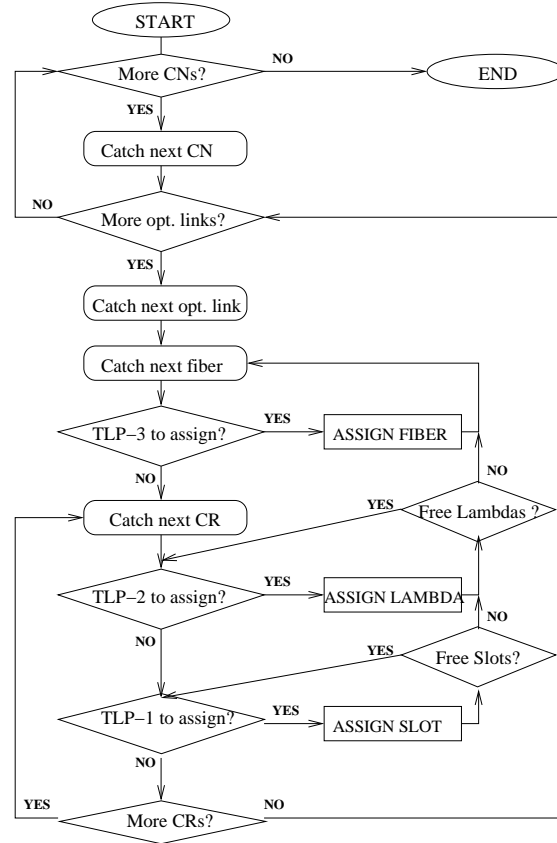 START
More CNs?
NO
END
YES
Catch next CN
NO
More opt. links?
YES
Catch next opt. link
Catch next fiber
TLP−3 to assign?
YES
ASSIGN FIBER
NO
NO
Catch next CR
YES
Free Lambdas ?
TLP−2 to assign?
YES
ASSIGN LAMBDA
NO
NO
YES
Free Slots?
TLP−1 to assign?
YES
ASSIGN SLOT
NO
YES
More CRs?
NO